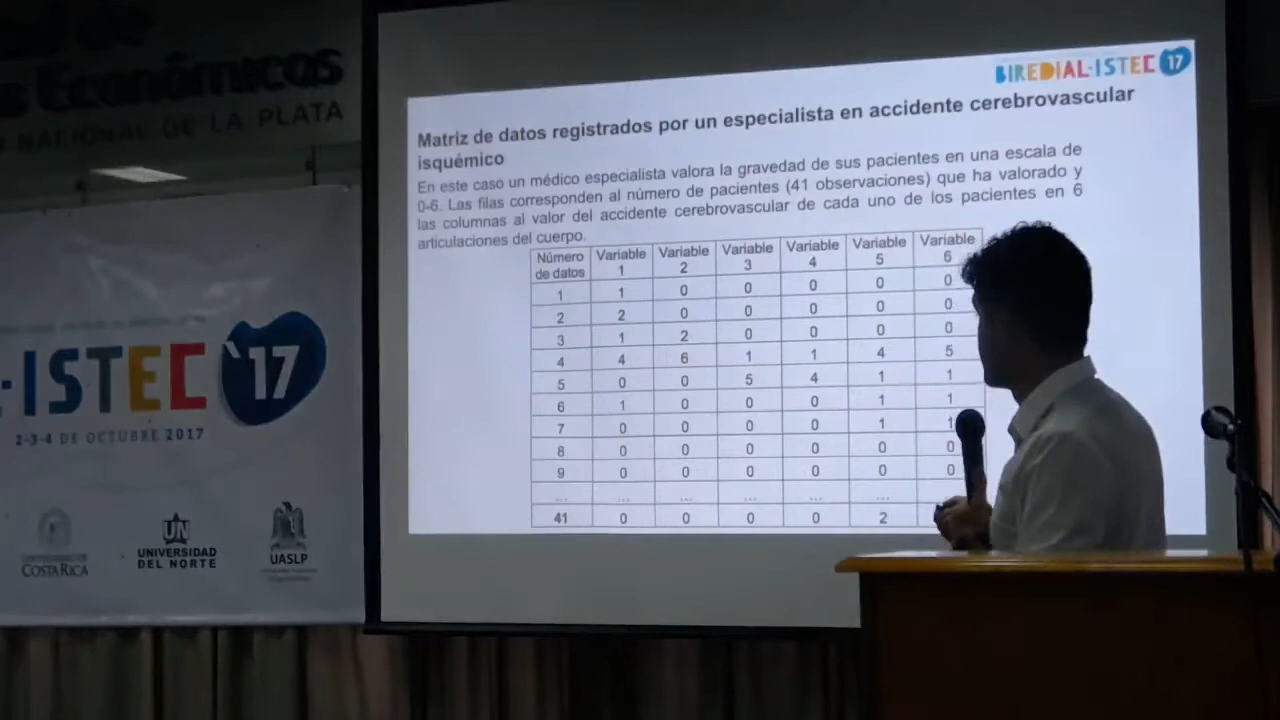 Económicos
NACIONAL DE LA PLATA
BIREDIAL·ISTEC 17
Matriz de datos registrados por un especialista en accidente cerebrovascular
isquémico
En este caso un médico especialista valora la gravedad de sus pacientes en una escala de
0-6. Las filas corresponden al número de pacientes (41 observaciones) que ha valorado y
las columnas al valor del accidente cerebrovascular de cada uno de los pacientes en 6
articulaciones del cuerpo.
Número de datos Variable 1 Variable 2 Variable 3 Variable 4 Variable 5 Variable 6
1 1 0 0 0 0 0
2 2 0 0 0 0 0
3 1 2 0 0 0 0
4 4 6 1 1 4 5
5 0 0 5 4 1 1
6 1 0 0 0 1 1
7 0 0 0 0 1 1
8 0 0 0 0 0 0
9 0 0 0 0 0 0
... ... ... ... ... ...
41 0 0 0 0 2
·ISTEC '17
2-3-4 DE OCTUBRE 2017
COSTA RICA
UN
UNIVERSIDAD
DEL NORTE
UASLP